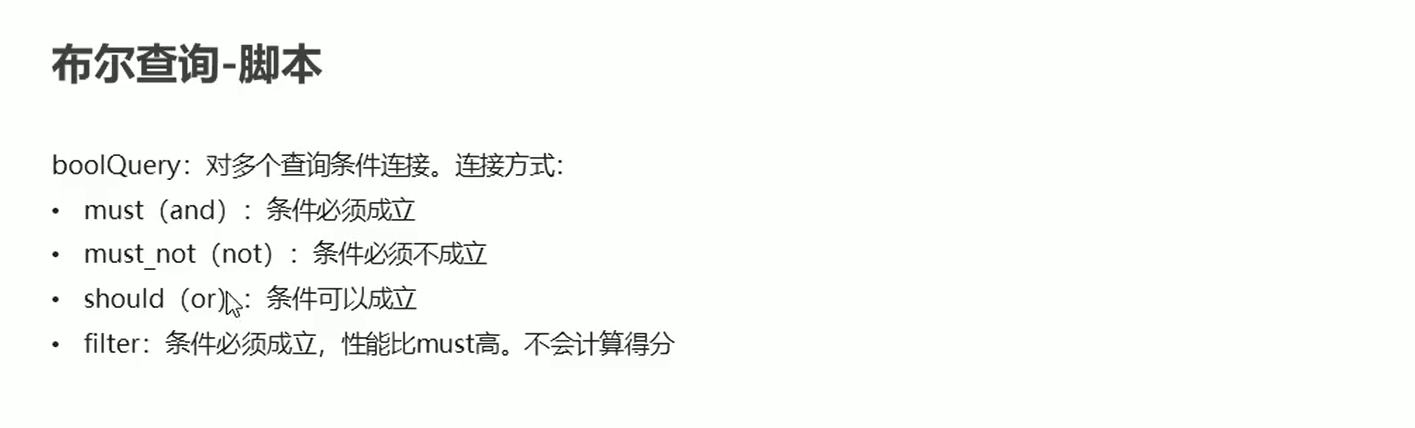 布尔查询-脚本
boolQuery：对多个查询条件连接。连接方式：
• must（and）：条件必须成立
• must_not（not）：条件必须不成立
• should（or）：条件可以成立
• filter：条件必须成立，性能比must高。不会计算得分